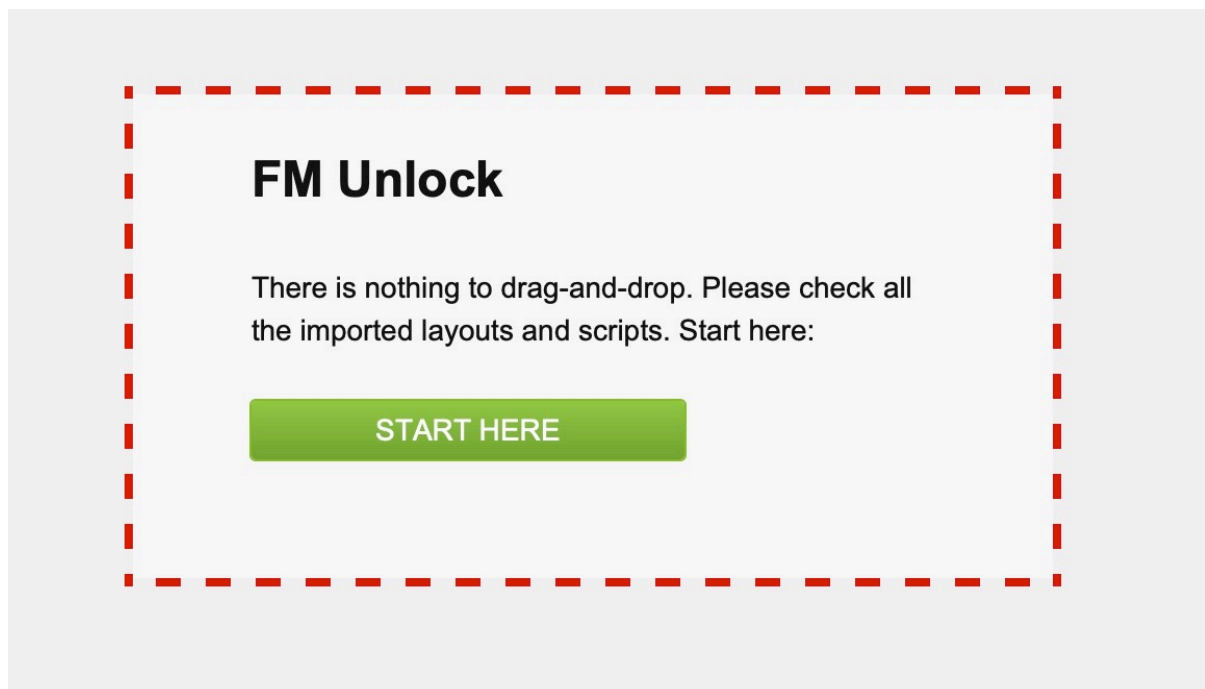 FM Unlock
There is nothing to drag-and-drop. Please check all
the imported layouts and scripts. Start here:
START HERE